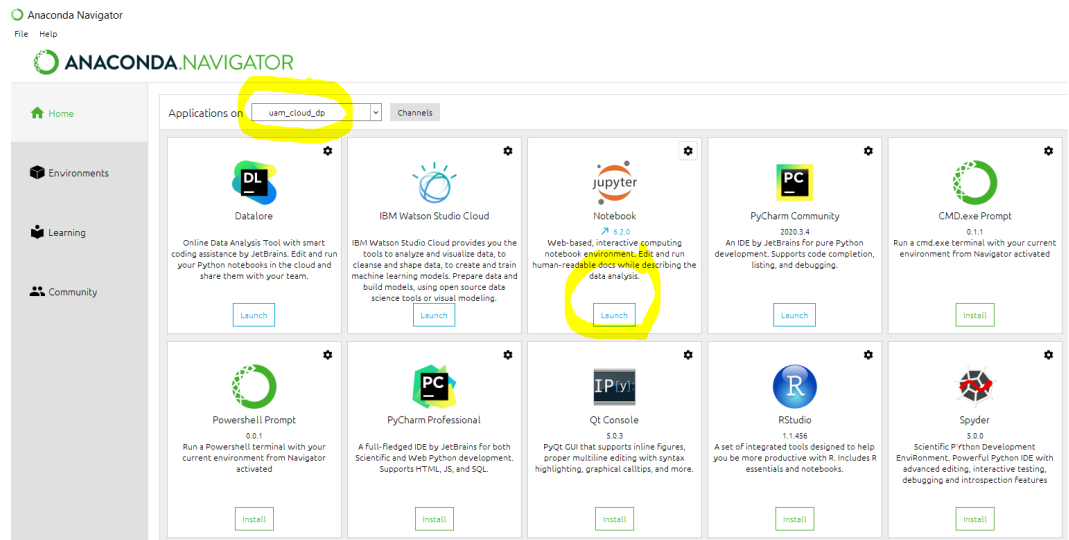 Anaconda Navigator
File Help
ANACONDA.NAVIGATOR
Home
Environments
Learning
Community
Applications on uam_cloud_dp Channels
DL
Datalore
Online Data Analysis Tool with smart
coding assistance by JetBrains. Edit and run
your Python notebooks in the cloud and
share them with your team.
Launch
IBM Watson Studio Cloud
IBM Watson Studio Cloud provides you the
tools to analyze and visualize data, to
cleanse and shape data, to create and train
machine learning models. Prepare data and
build models, using open source data
science tools or visual modeling.
Launch
jupyter
Notebook
6.2.0
Web-based, interactive computing
notebook environment. Edit and run
human-readable docs while describing the
data analysis.
Launch
PC
PyCharm Community
2020.3.4
An IDE by JetBrains for pure Python
development. Supports code completion,
listing, and debugging.
Launch
CMD.exe Prompt
0.1.1
Run a cmd.exe terminal with your current
environment from Navigator activated
Install
Powershell Prompt
0.0.1
Run a Powershell terminal with your
current environment from Navigator
activated
Install
PC
PyCharm Professional
A full-fledged IDE by JetBrains for both
Scientific and Web Python development.
Supports HTML, JS, and SQL.
Install
IP[y]:
Qt Console
5.0.3
PyQt GUI that supports inline figures,
proper multiline editing with syntax
highlighting, graphical calltips, and more.
Install
R
RStudio
1.1.456
A set of integrated tools designed to help
you be more productive with R. Includes R
essentials and notebooks.
Install
Spyder
5.0.0
Scientific PYthon Development
EnviRonment. Powerful Python IDE with
advanced editing, interactive testing,
debugging and introspection features
Install